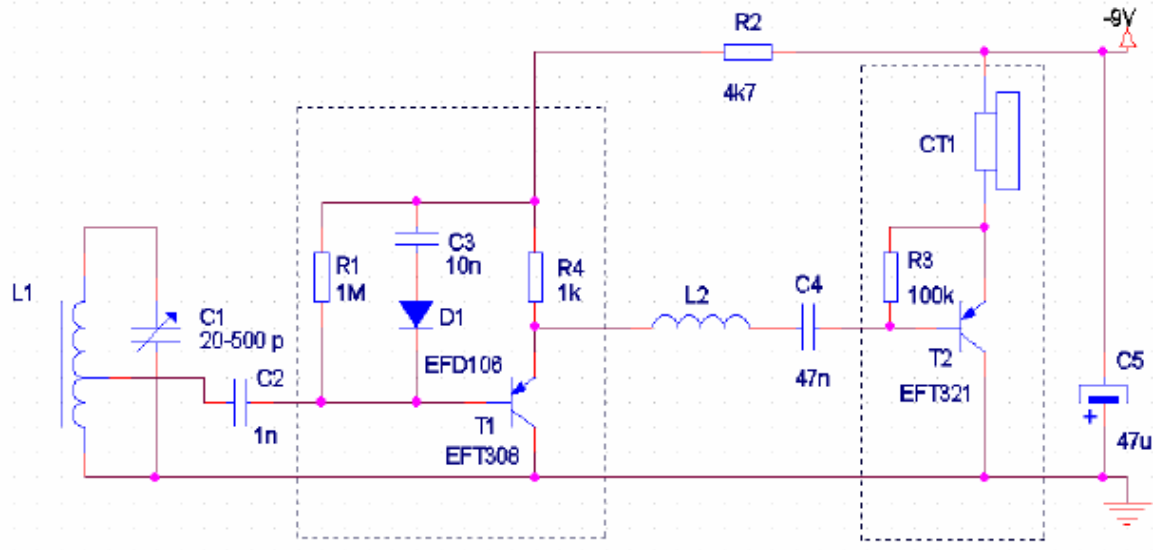 R2
-9V
4k7
CT1
C3
10n
R1
1M
R4
1k
R3
100k
L1
L2
C4
C1
20-500 p
D1
EFD106
C2
1n
47n
T1
EFT308
T2
EFT321
C5
+
47u